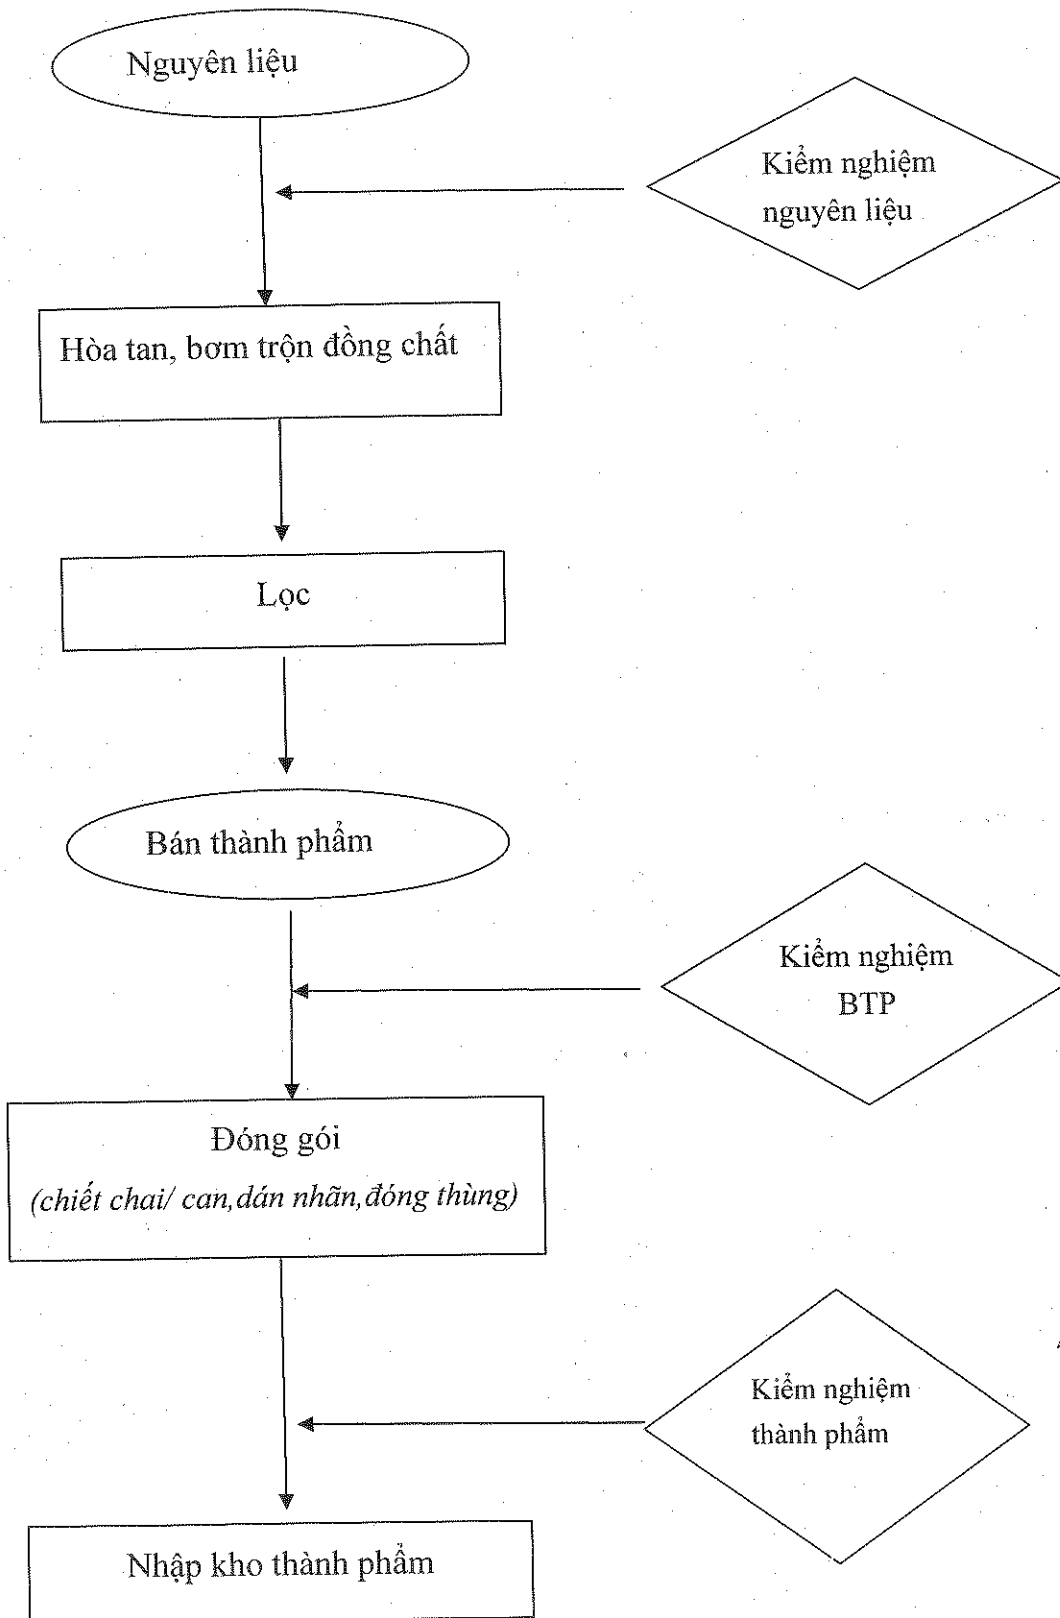 Nguyên liệu
Kiểm nghiệm
nguyên liệu
Hòa tan, bơm trộn đồng chất
Lọc
Bán thành phẩm
Kiểm nghiệm
BTP
Đóng gói
(chiết chai/ can,dán nhãn,đóng thùng)
Kiểm nghiệm
thành phẩm
Nhập kho thành phẩm